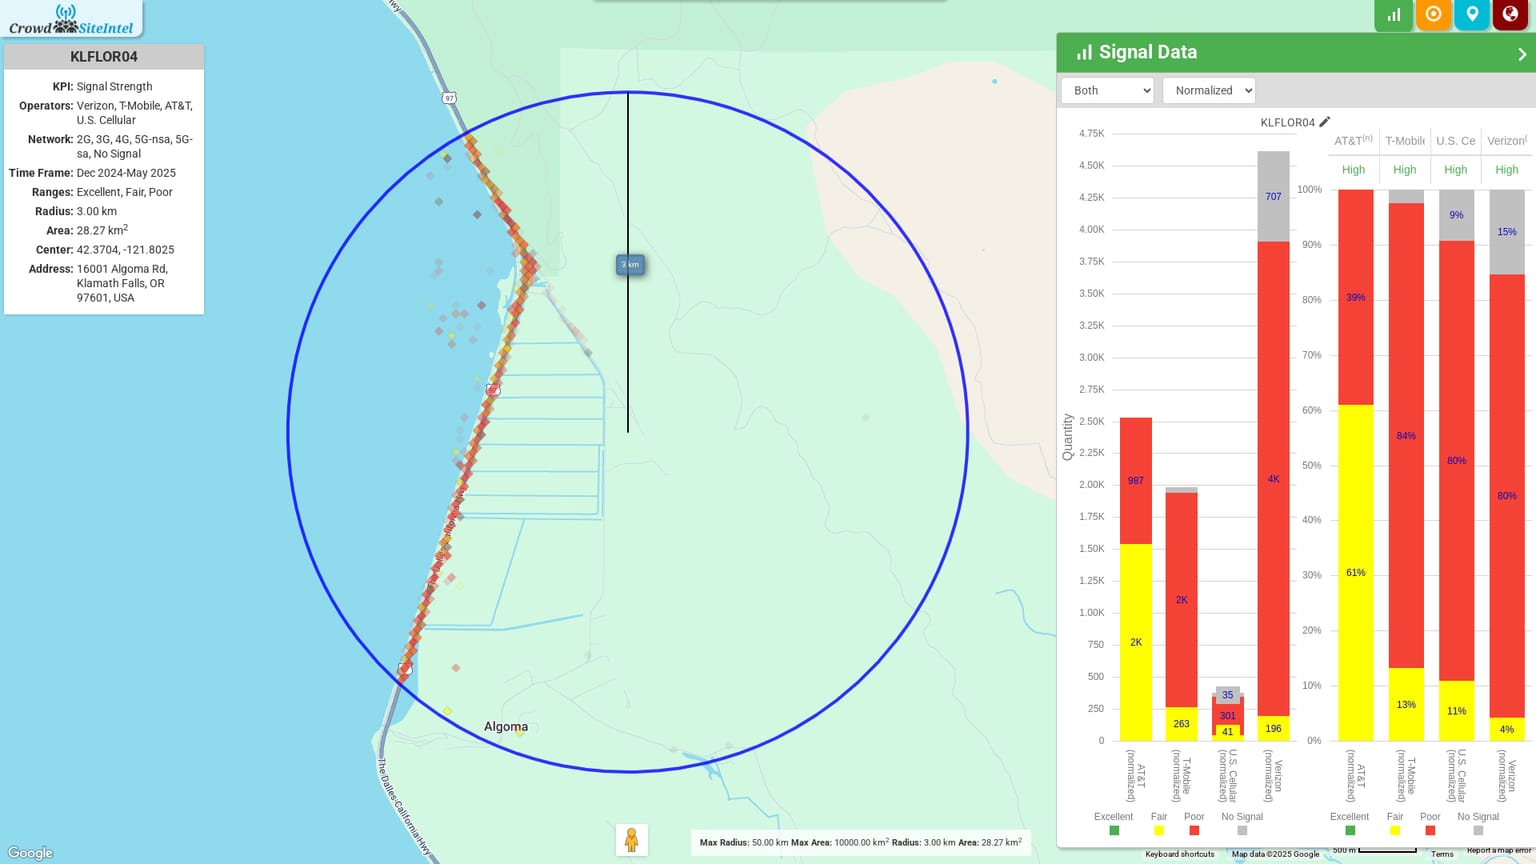 Crowd SiteIntel
KLFLOR04
KPI: Signal Strength
Operators: Verizon, T-Mobile, AT&T,
U.S. Cellular
Network: 2G, 3G, 4G, 5G-nsa, 5G-
sa, No Signal
Time Frame: Dec 2024-May 2025
Ranges: Excellent, Fair, Poor
Radius: 3.00 km
Area: 28.27 km²
Center: 42.3704, -121.8025
Address: 16001 Algoma Rd,
Klamath Falls, OR
97601, USA
Hwy
97
3 km
Algoma
The Dalles-California Hwy
Google
Max Radius: 50.00 km Max Area: 10000.00 km² Radius: 3.00 km Area: 28.27 km²
Signal Data
Both
Normalized
KLFLOR04
Quantity
4.75K
4.50K
4.25K
4.00K
3.75K
3.50K
3.25K
3.00K
2.75K
2.50K
2.25K
2.00K
1.75K
1.50K
1.25K
1.00K
750
500
250
0
987
2K
2K
263
35
301
41
707
4K
196
AT&T (normalized)
T-Mobile (normalized)
U.S. Cellular (normalized)
Verizon (normalized)
Excellent Fair Poor No Signal
AT&T(n) T-Mobile U.S. Ce Verizon(
High High High High
100%
90%
80%
70%
60%
50%
40%
30%
20%
10%
0%
39%
61%
84%
13%
9%
80%
11%
15%
80%
4%
AT&T (normalized)
T-Mobile (normalized)
U.S. Cellular (normalized)
Verizon (normalized)
Excellent Fair Poor No Signal
Keyboard shortcuts Map data ©2025 Google 500 m Terms Report a map error